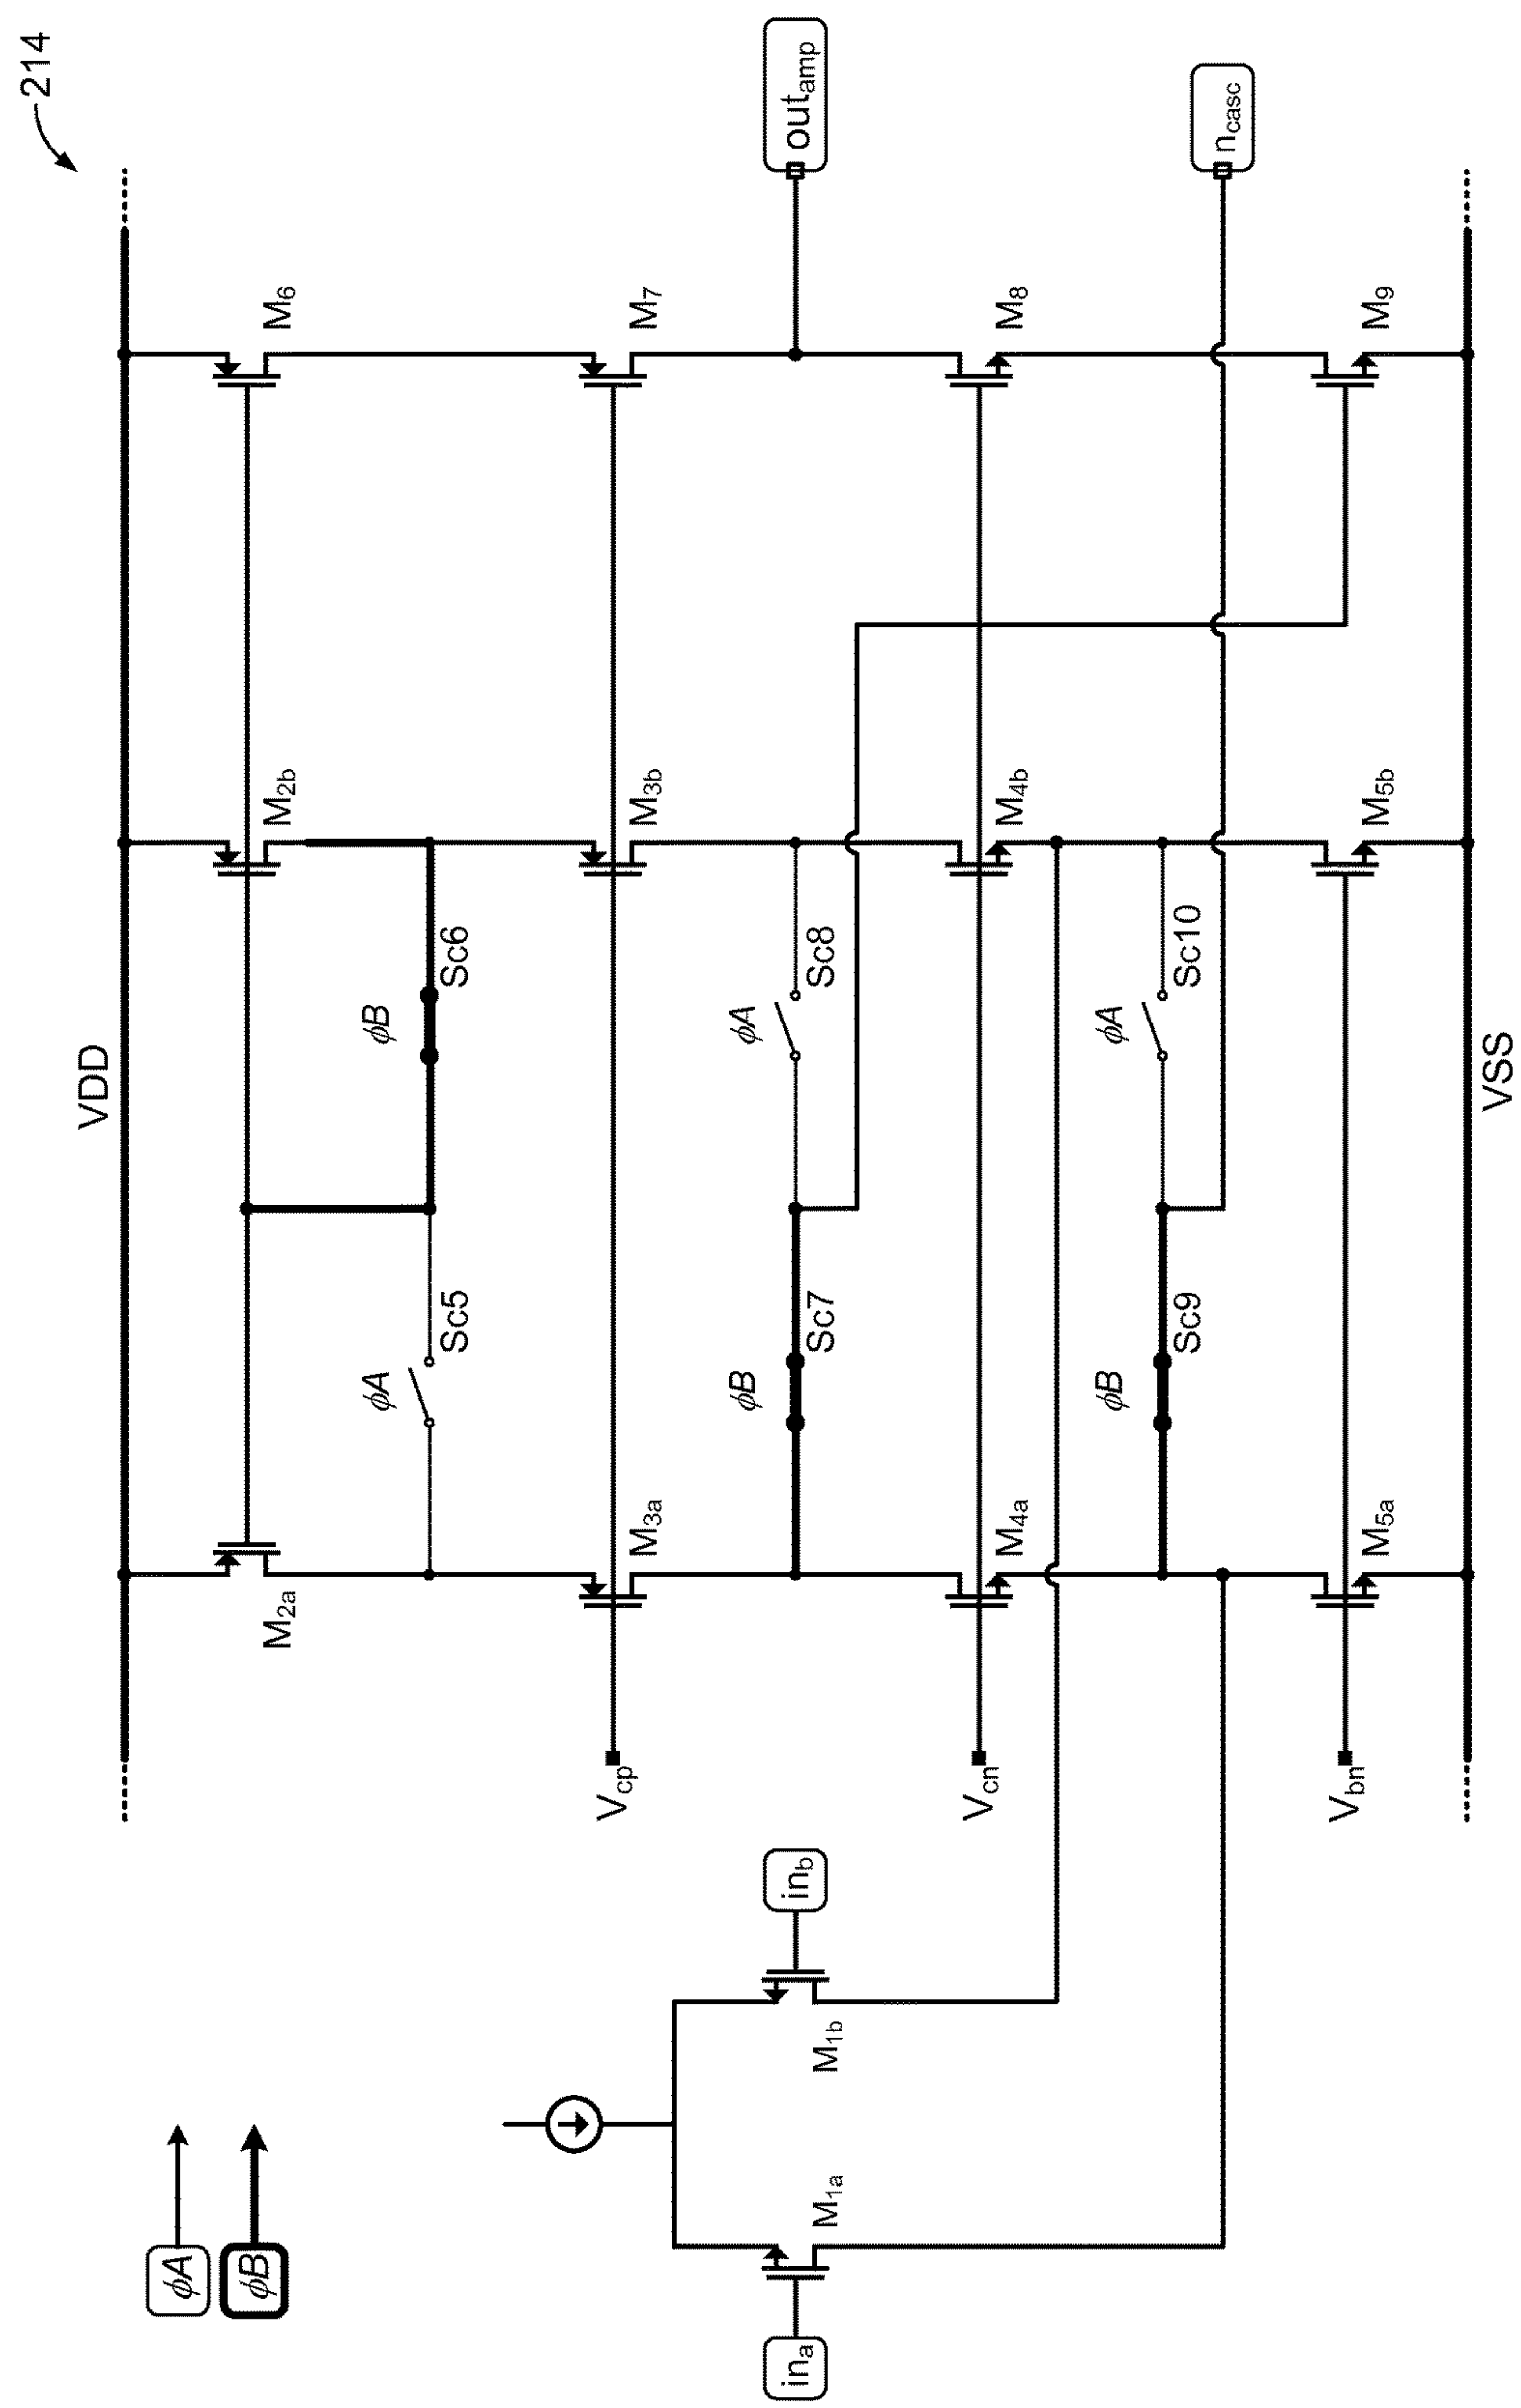 214
VDD
M2a
M2b
M6
ϕA
Sc5
ϕB
Sc6
Vcp
M3a
M3b
M7
ϕB
Sc7
ϕA
Sc8
outamp
Vcn
M4a
M4b
M8
ϕB
Sc9
ϕA
Sc10
ncasc
Vbn
M5a
M5b
M9
VSS
ϕA
ϕB
ina
M1a
M1b
inb